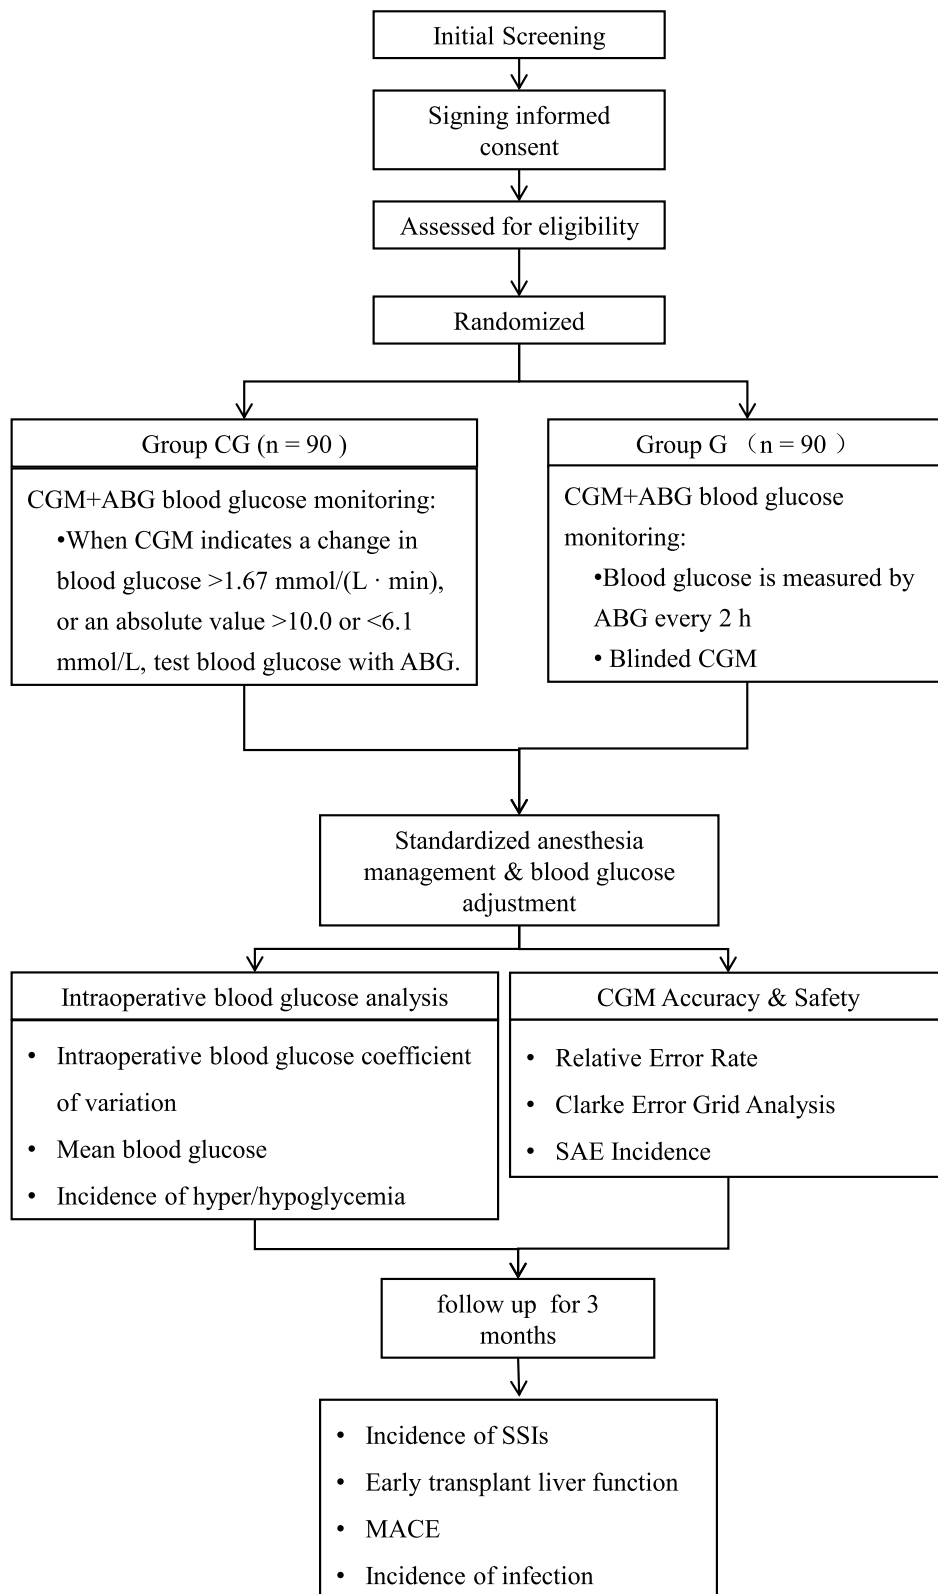 Initial Screening
Signing informed
consent
Assessed for eligibility
Randomized
Group CG (n = 90 )
CGM+ABG blood glucose monitoring:
•When CGM indicates a change in
blood glucose >1.67 mmol/(L · min),
or an absolute value >10.0 or <6.1
mmol/L, test blood glucose with ABG.
Group G （n = 90 ）
CGM+ABG blood glucose
monitoring:
•Blood glucose is measured by
ABG every 2 h
• Blinded CGM
Standardized anesthesia
management & blood glucose
adjustment
Intraoperative blood glucose analysis
• Intraoperative blood glucose coefficient
of variation
• Mean blood glucose
• Incidence of hyper/hypoglycemia
CGM Accuracy & Safety
• Relative Error Rate
• Clarke Error Grid Analysis
• SAE Incidence
follow up  for 3
months
• Incidence of SSIs
• Early transplant liver function
• MACE
• Incidence of infection